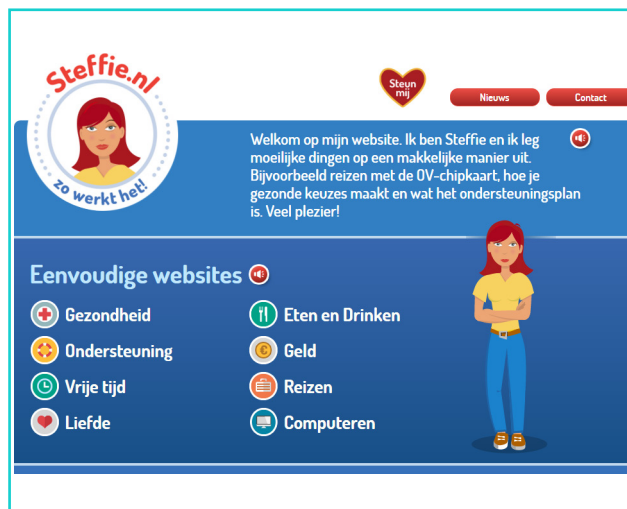 Steffie.nl
zo werkt het!
Steun
mij
Nieuws
Contact
Welkom op mijn website. Ik ben Steffie en ik leg
moeilijke dingen op een makkelijke manier uit.
Bijvoorbeeld reizen met de OV-chipkaart, hoe je
gezonde keuzes maakt en wat het ondersteuningsplan
is. Veel plezier!
Eenvoudige websites
Gezondheid
Eten en Drinken
Ondersteuning
Geld
Vrije tijd
Reizen
Liefde
Computeren